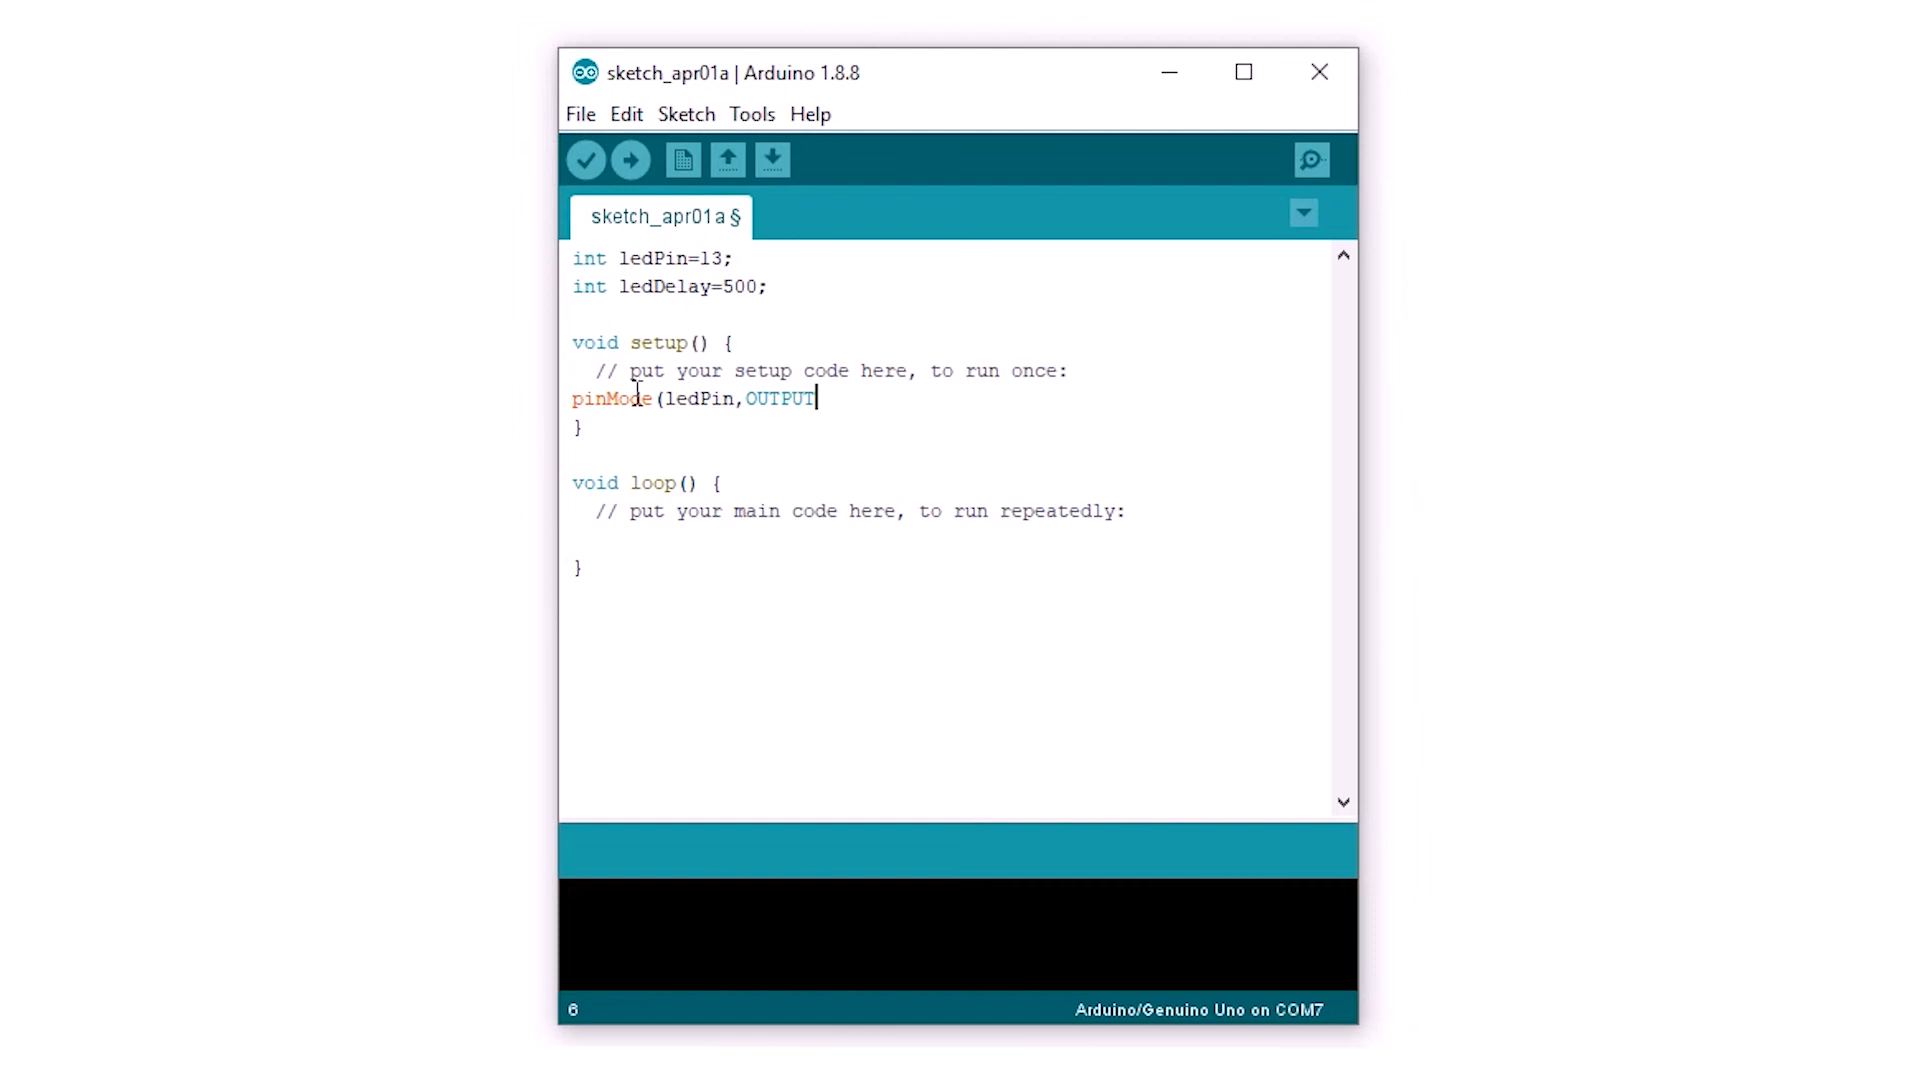 sketch_apr01a | Arduino 1.8.8
File Edit Sketch Tools Help
sketch_apr01a §
int ledPin=13;
int ledDelay=500;
void setup() {
// put your setup code here, to run once:
pinMode(ledPin,OUTPUT
}
void loop() {
// put your main code here, to run repeatedly:
}
6 Arduino/Genuino Uno on COM7